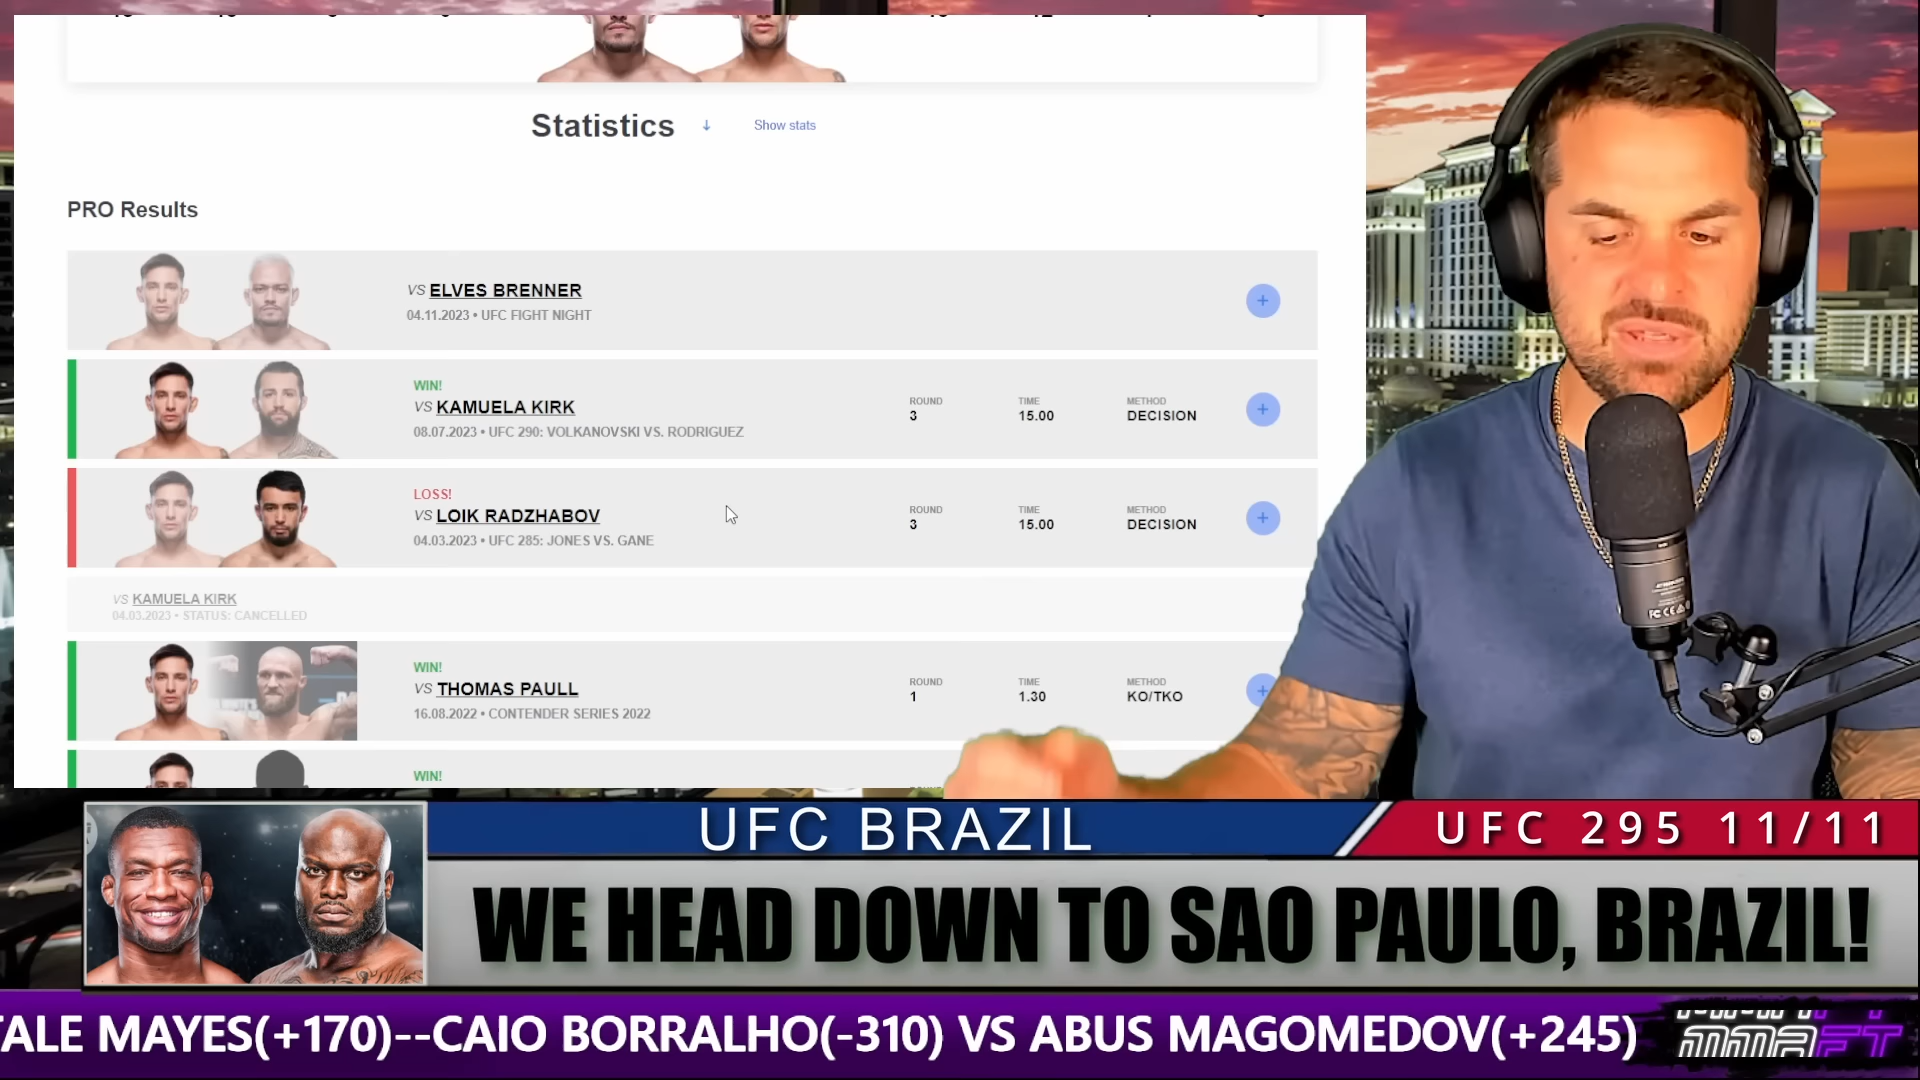 Statistics ↓ Show stats
PRO Results
VS ELVES BRENNER
04.11.2023 • UFC FIGHT NIGHT
+
WIN!
VS KAMUELA KIRK
08.07.2023 • UFC 290: VOLKANOVSKI VS. RODRIGUEZ
ROUND TIME METHOD
3 15.00 DECISION
+
LOSS!
VS LOIK RADZHABOV
04.03.2023 • UFC 285: JONES VS. GANE
ROUND TIME METHOD
3 15.00 DECISION
+
VS KAMUELA KIRK
04.03.2023 • STATUS: CANCELLED
WIN!
VS THOMAS PAULL
16.08.2022 • CONTENDER SERIES 2022
ROUND TIME METHOD
1 1.30 KO/TKO
+
WIN!
UFC BRAZIL
UFC 295 11/11
WE HEAD DOWN TO SAO PAULO, BRAZIL!
TALE MAYES(+170)--CAIO BORRALHO(-310) VS ABUS MAGOMEDOV(+245)
MMAFT